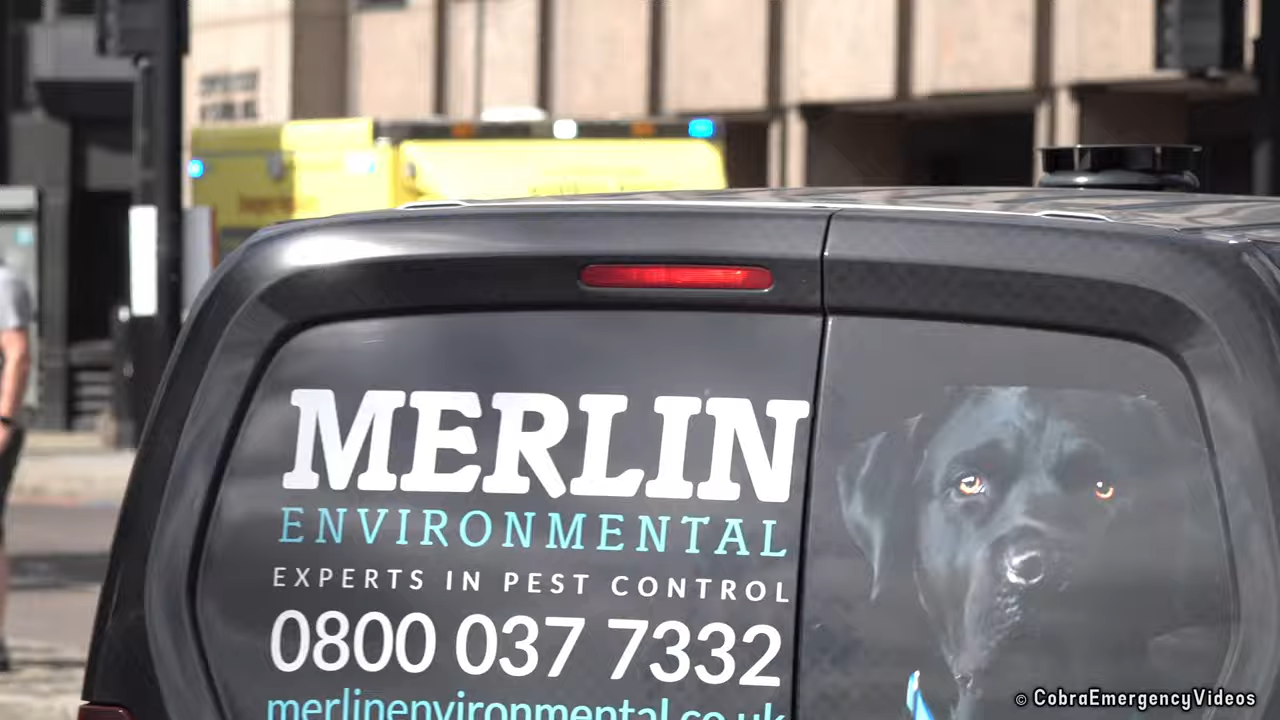 MERLIN
ENVIRONMENTAL
EXPERTS IN PEST CONTROL
0800 037 7332
merlinenvironmental.co.uk
© CobraEmergencyVideos